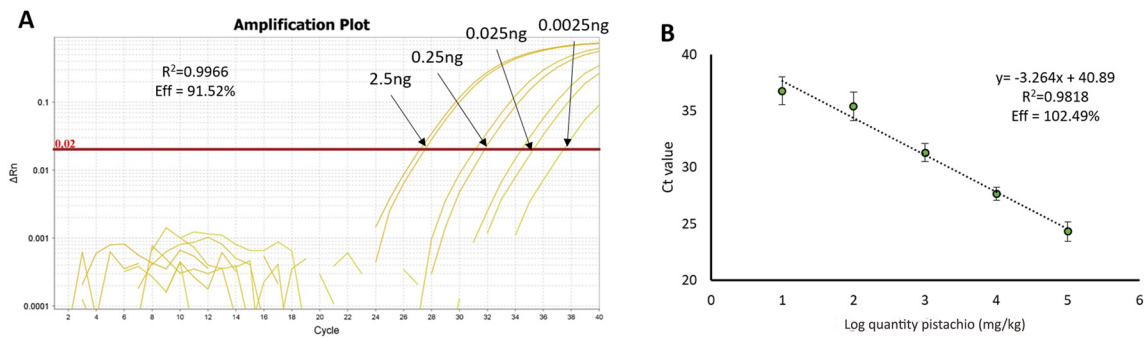 A
Amplification Plot
0.0025ng
0.025ng
0.25ng
2.5ng
R²=0.9966
Eff = 91.52%
0.1
0.02
0.01
0.001
0.0001
ΔRn
2 4 6 8 10 12 14 16 18 20 22 24 26 28 30 32 34 36 38 40
Cycle
B
40
35
30
25
20
Ct value
y= -3.264x + 40.89
R²=0.9818
Eff = 102.49%
0 1 2 3 4 5 6
Log quantity pistachio (mg/kg)